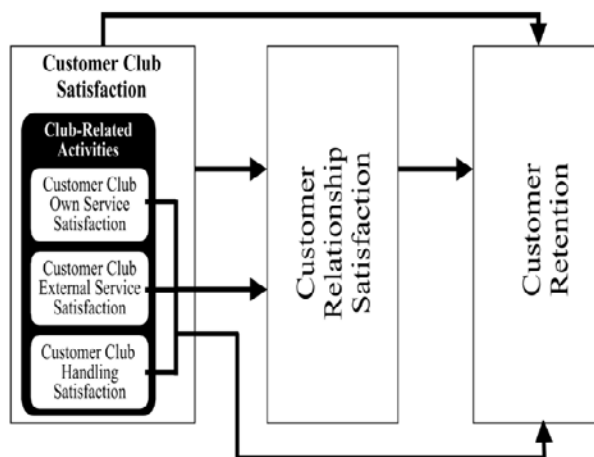 Customer Club
Satisfaction
Club-Related
Activities
Customer Club
Own Service
Satisfaction
Customer Club
External Service
Satisfaction
Customer Club
Handling
Satisfaction
Customer
Relationship
Satisfaction
Customer
Retention